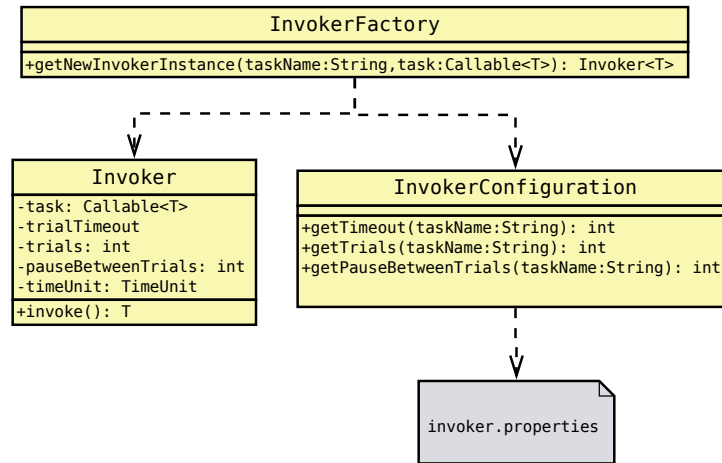 InvokerFactory
+getNewInvokerInstance(taskName:String,task:Callable<T>): Invoker<T>
Invoker
-task: Callable<T>
-trialTimeout
-trials: int
-pauseBetweenTrials: int
-timeUnit: TimeUnit
+invoke(): T
InvokerConfiguration
+getTimeout(taskName:String): int
+getTrials(taskName:String): int
+getPauseBetweenTrials(taskName:String): int
invoker.properties